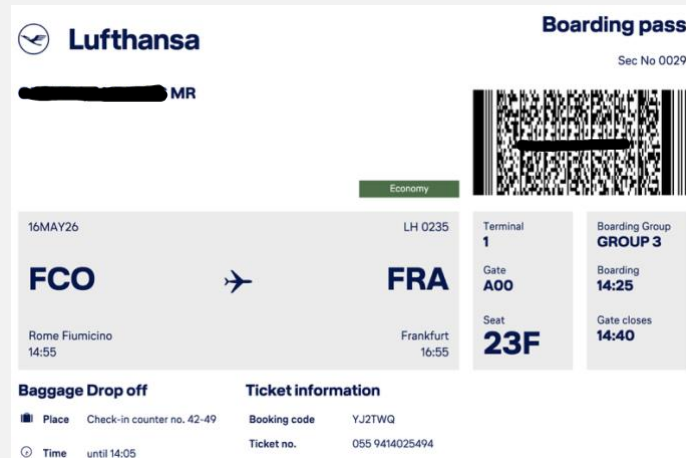 Lufthansa
Boarding pass
Sec No 0029
MR
Economy
16MAY26 LH 0235
FCO FRA
Rome Fiumicino Frankfurt
14:55 16:55
Terminal
1
Gate
A00
Seat
23F
Boarding Group
GROUP 3
Boarding
14:25
Gate closes
14:40
Baggage Drop off
Place Check-in counter no. 42-49
Time until 14:05
Ticket information
Booking code YJ2TWQ
Ticket no. 055 9414025494